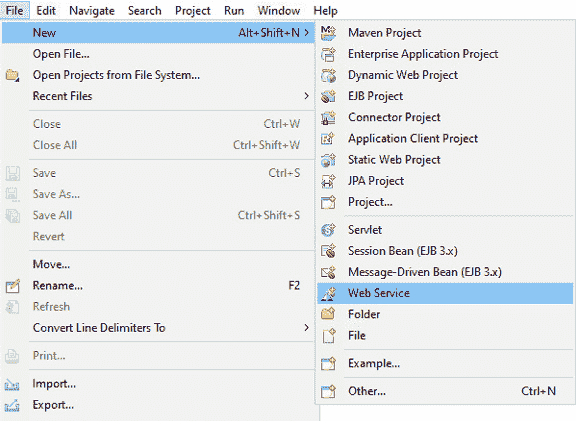 File Edit Navigate Search Project Run Window Help
New Alt+Shift+N
Open File...
Open Projects from File System...
Recent Files
Close Ctrl+W
Close All Ctrl+Shift+W
Save Ctrl+S
Save As...
Save All Ctrl+Shift+S
Revert
Move...
Rename... F2
Refresh
Convert Line Delimiters To
Print...
Import...
Export...
Maven Project
Enterprise Application Project
Dynamic Web Project
EJB Project
Connector Project
Application Client Project
Static Web Project
JPA Project
Project...
Servlet
Session Bean (EJB 3.x)
Message-Driven Bean (EJB 3.x)
Web Service
Folder
File
Example...
Other... Ctrl+N